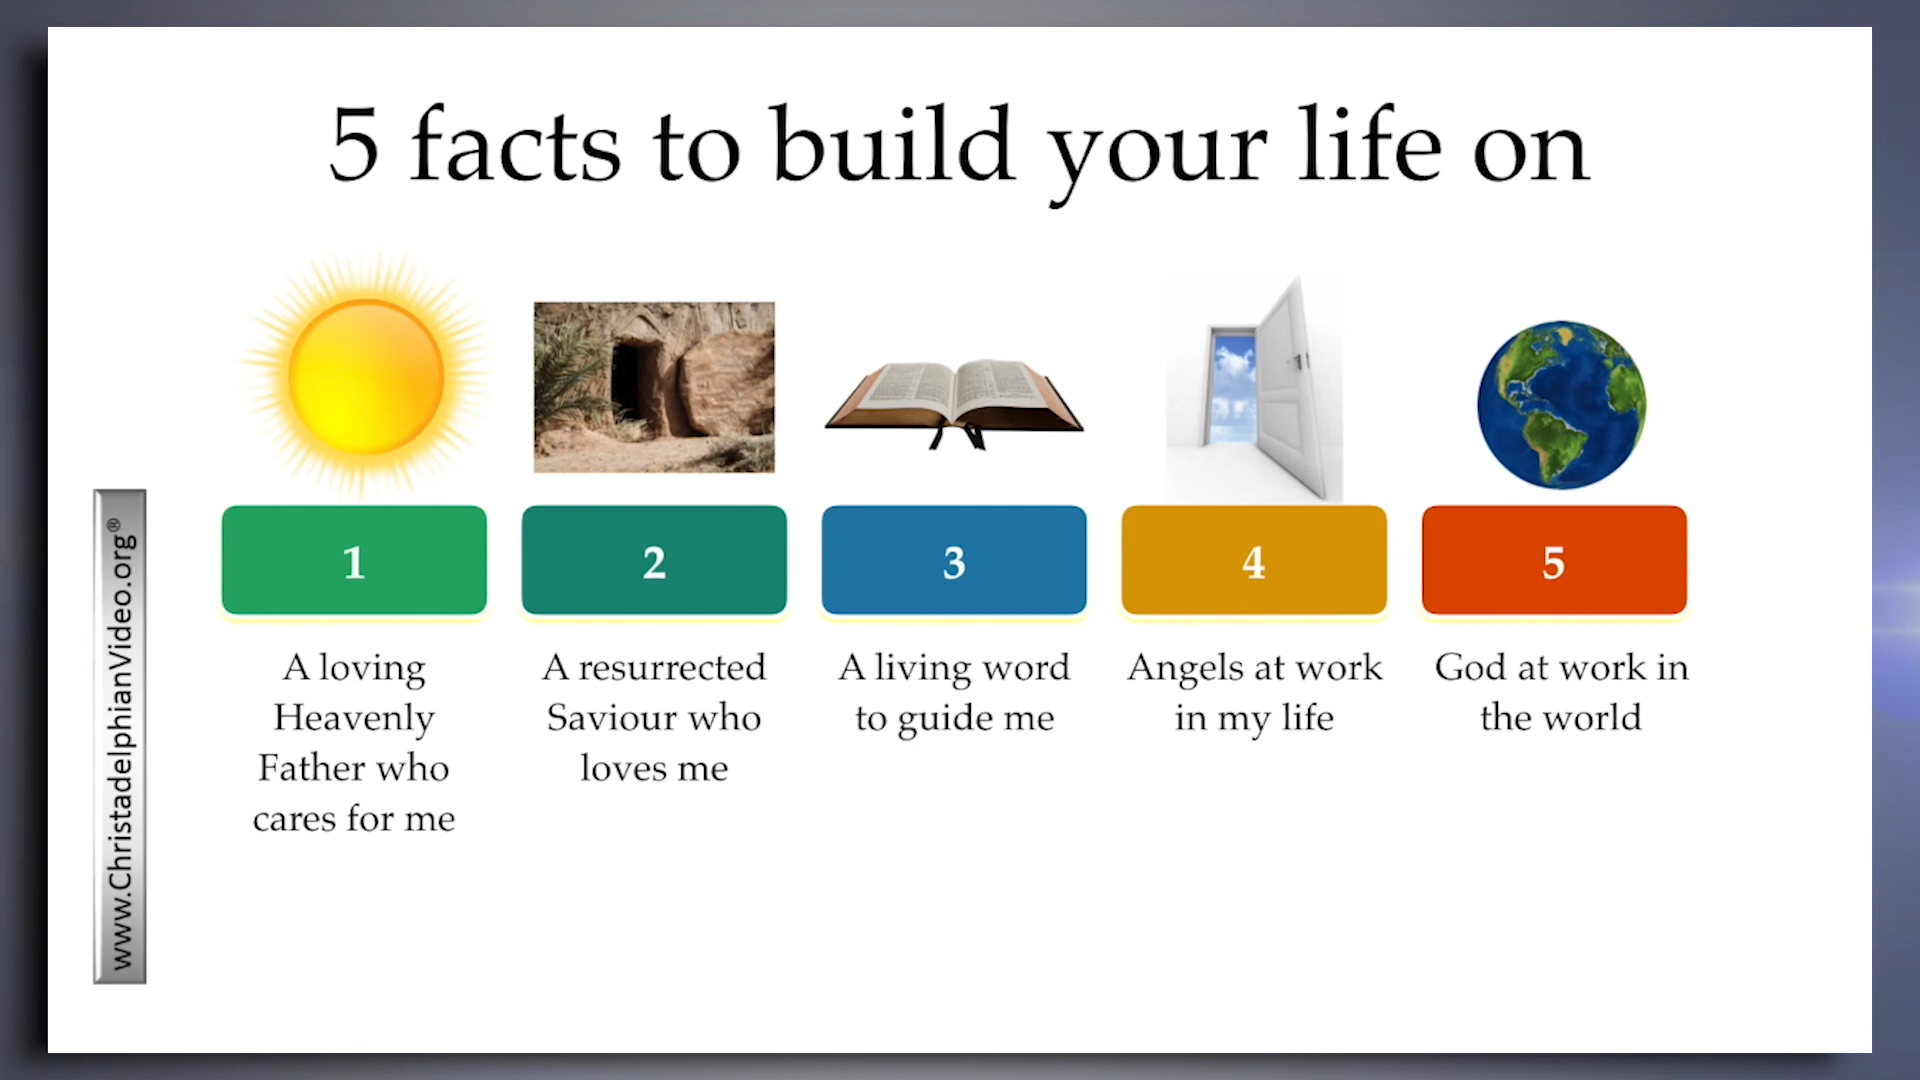 5 facts to build your life on
1
2
3
4
5
A loving
Heavenly
Father who
cares for me
A resurrected
Saviour who
loves me
A living word
to guide me
Angels at work
in my life
God at work in
the world
www.ChristadelphianVideo.org®